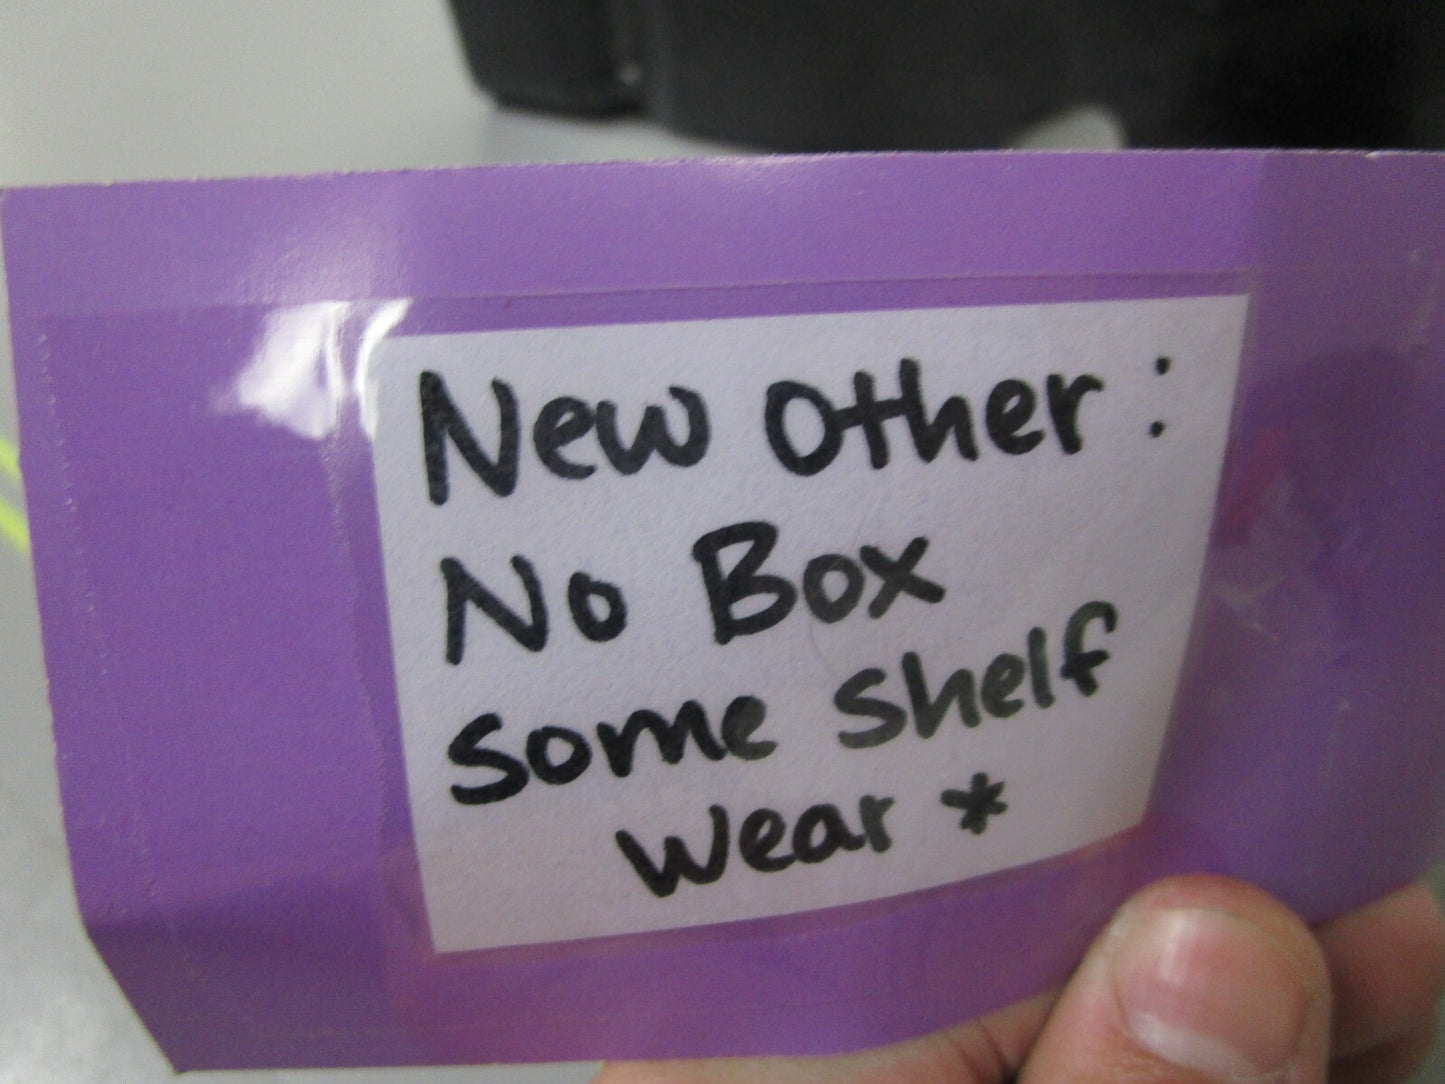 New Other:
No Box
Some Shelf
Wear *